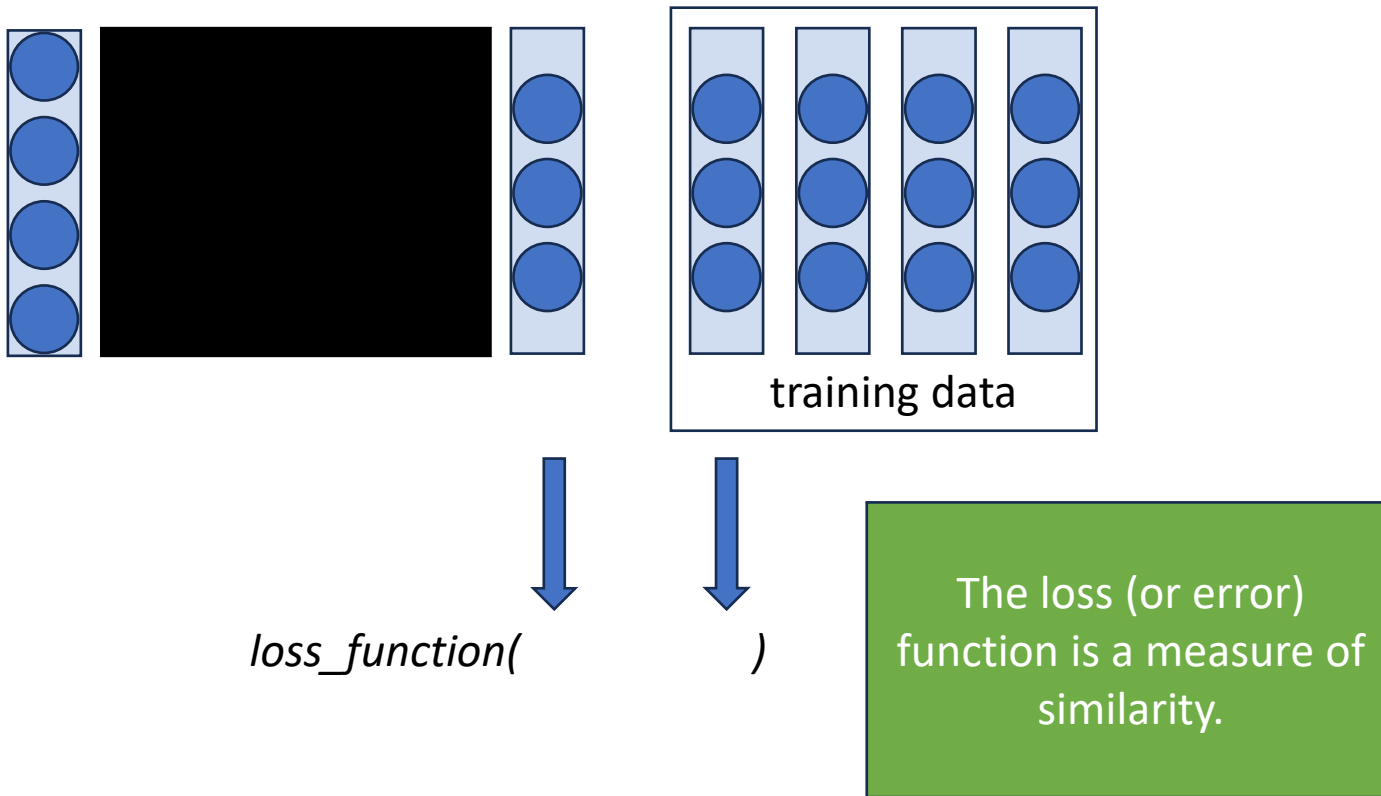 training data
loss_function( )
The loss (or error)
function is a measure of
similarity.